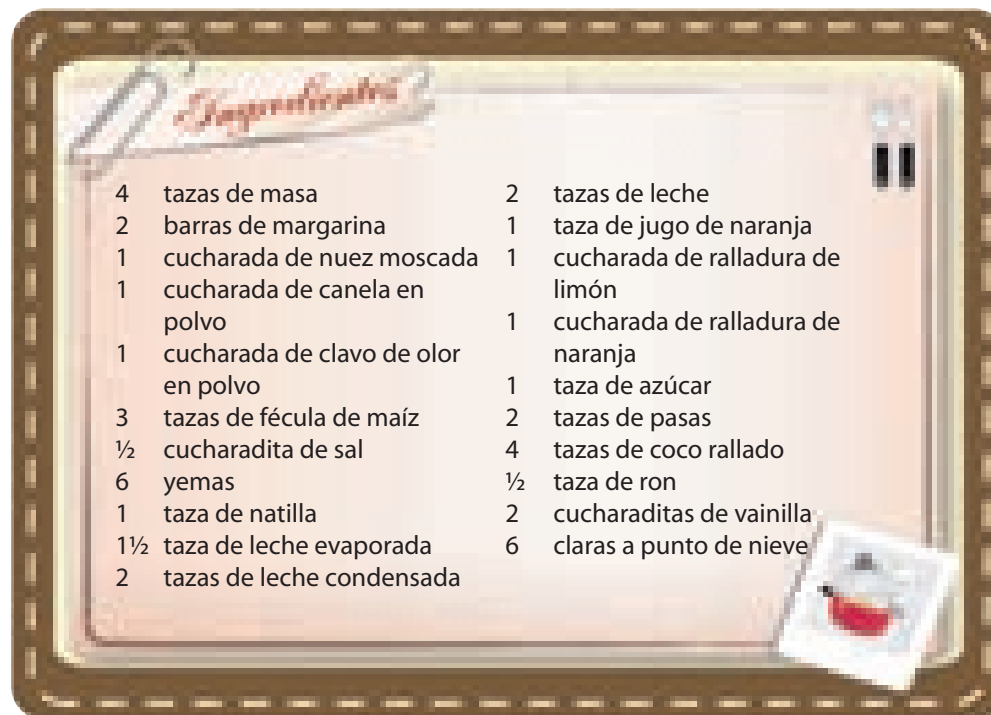 Ingredientes
4 tazas de masa
2 barras de margarina
1 cucharada de nuez moscada
1 cucharada de canela en
polvo
1 cucharada de clavo de olor
en polvo
3 tazas de fécula de maíz
½ cucharadita de sal
6 yemas
1 taza de natilla
1½ taza de leche evaporada
2 tazas de leche condensada
2 tazas de leche
1 taza de jugo de naranja
1 cucharada de ralladura de
limón
1 cucharada de ralladura de
naranja
1 taza de azúcar
2 tazas de pasas
4 tazas de coco rallado
½ taza de ron
2 cucharaditas de vainilla
6 claras a punto de nieve